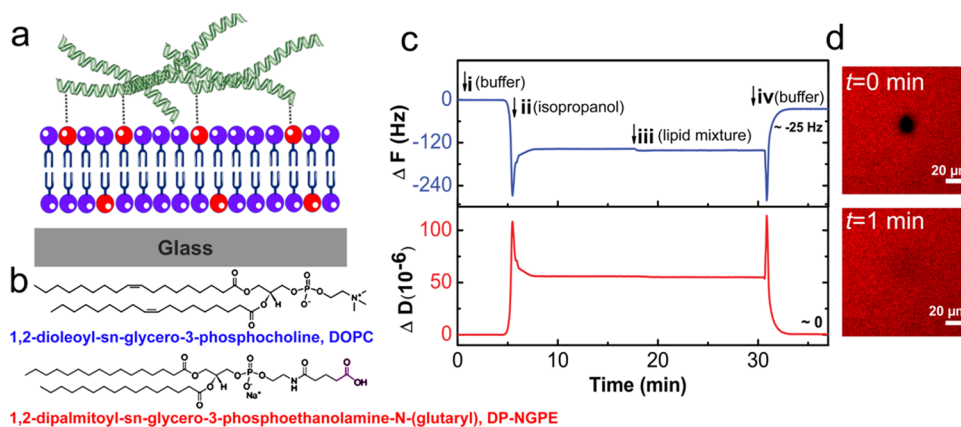 a
Glass
b
O
O
O
O
P
O
O⁻
O
H
N⁺
1,2-dioleoyl-sn-glycero-3-phosphocholine, DOPC
O
O
O
O
H
O
O
P
O
O
Na⁺
N
H
O
O
OH
1,2-dipalmitoyl-sn-glycero-3-phosphoethanolamine-N-(glutaryl), DP-NGPE
c
i (buffer)
ii (isopropanol)
iii (lipid mixture)
iv (buffer)
~ -25 Hz
Δ F (Hz)
0
-120
-240
Δ D(10⁻⁶)
100
50
0
~ 0
0
10
20
30
Time (min)
d
t=0 min
20 µm
t=1 min
20 µm